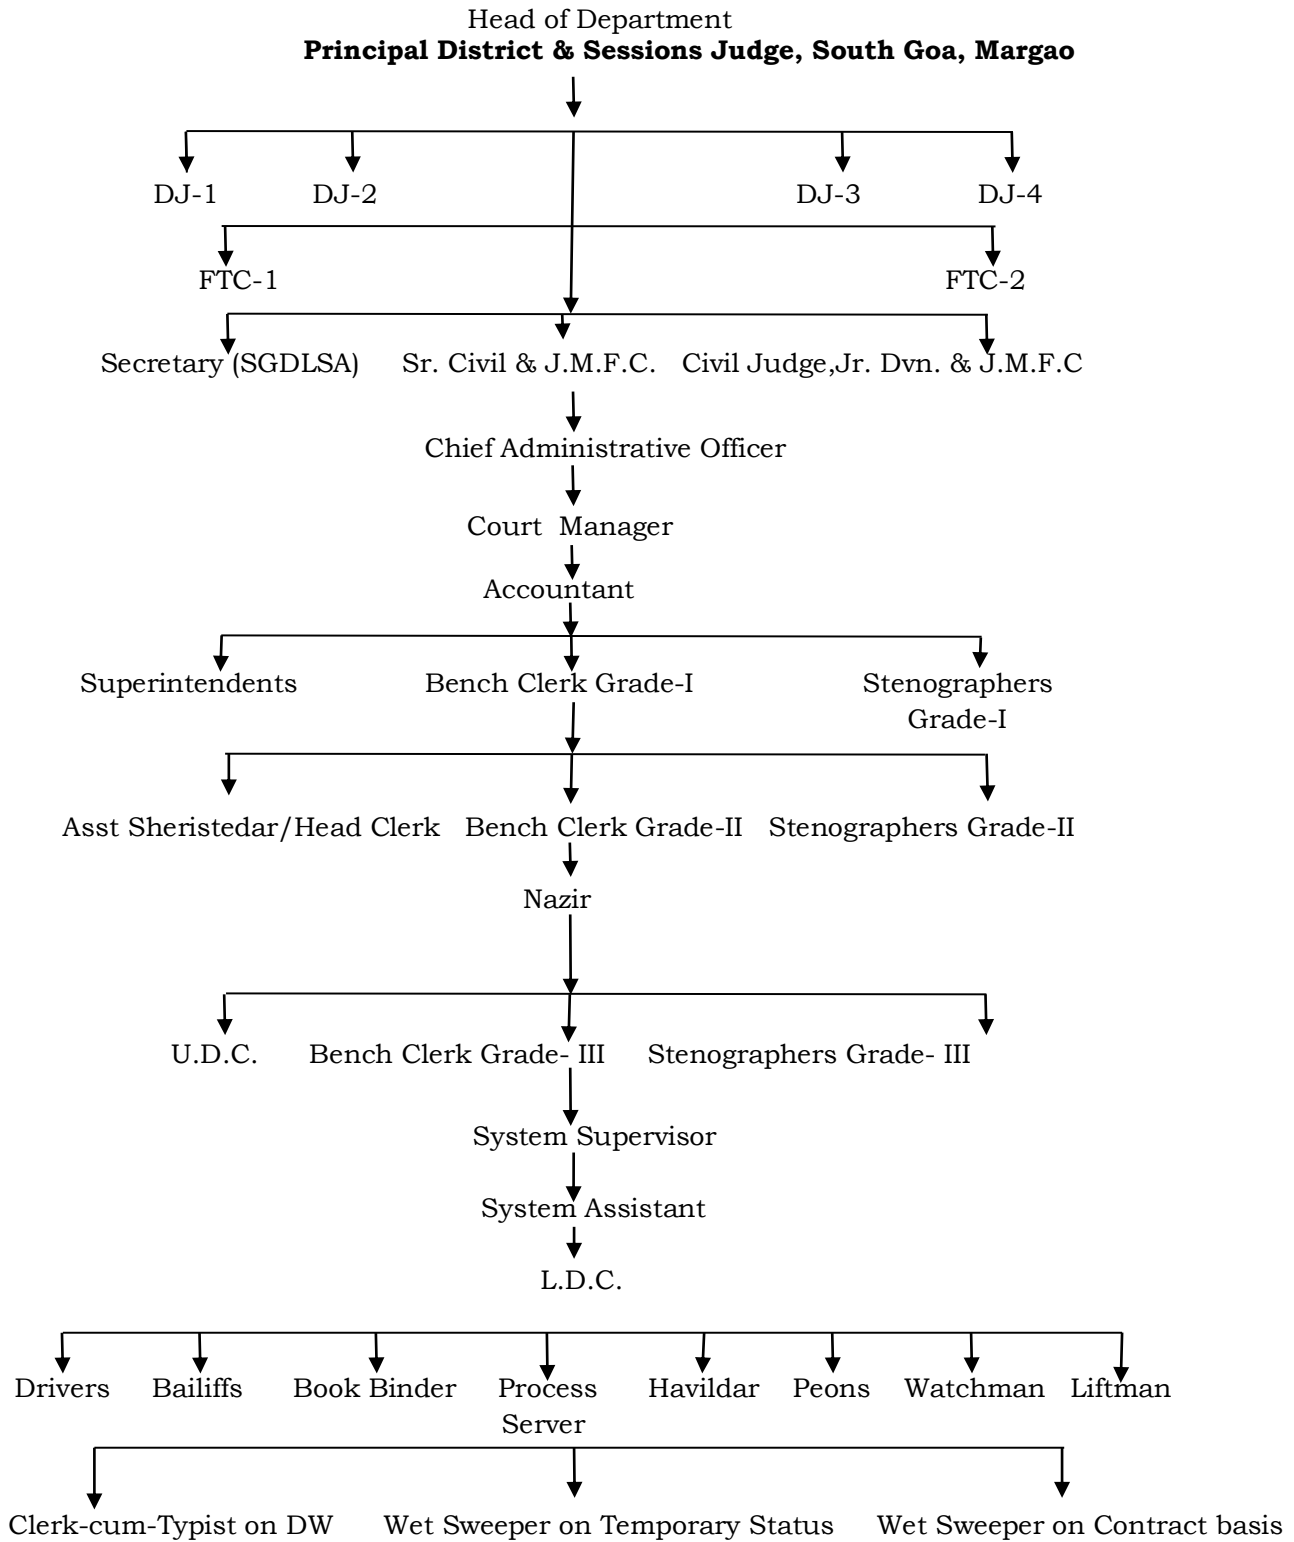 Head of Department
Principal District & Sessions Judge, South Goa, Margao
DJ-1 DJ-2 DJ-3 DJ-4
FTC-1 FTC-2
Secretary (SGDLSA) Sr. Civil & J.M.F.C. Civil Judge,Jr. Dvn. & J.M.F.C
Chief Administrative Officer
Court Manager
Accountant
Superintendents Bench Clerk Grade-I Stenographers
Grade-I
Asst Sheristedar/Head Clerk Bench Clerk Grade-II Stenographers Grade-II
Nazir
U.D.C. Bench Clerk Grade- III Stenographers Grade- III
System Supervisor
System Assistant
L.D.C.
Drivers Bailiffs Book Binder Process Havildar Peons Watchman Liftman
Server
Clerk-cum-Typist on DW Wet Sweeper on Temporary Status Wet Sweeper on Contract basis